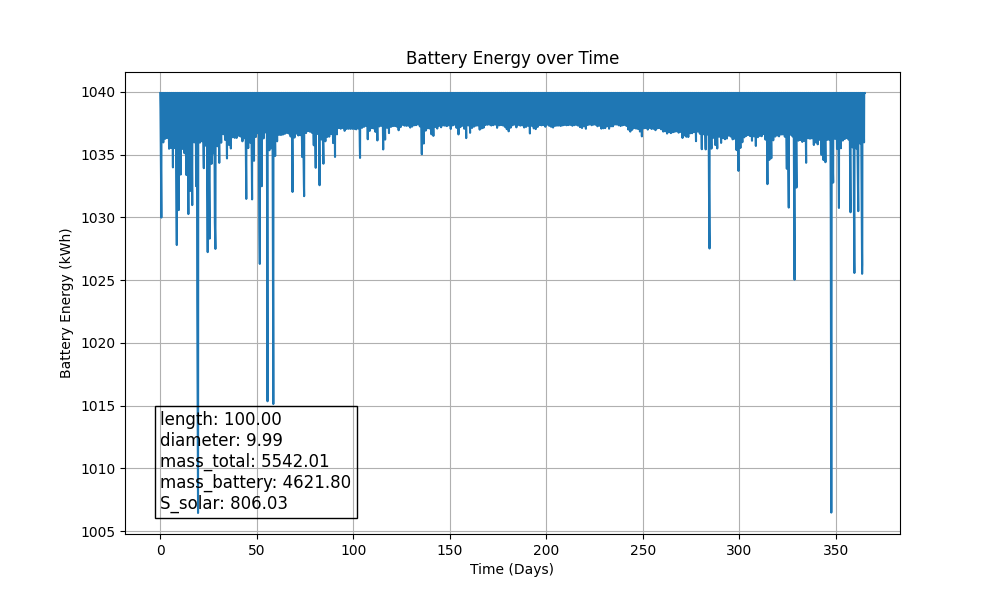 Battery Energy over Time
Battery Energy (kWh)
1040
1035
1030
1025
1020
1015
1010
1005
length: 100.00
diameter: 9.99
mass_total: 5542.01
mass_battery: 4621.80
S_solar: 806.03
0 50 100 150 200 250 300 350
Time (Days)